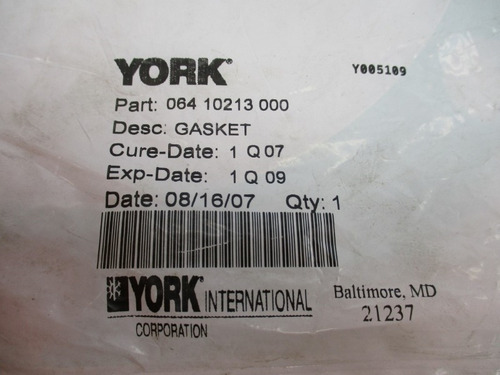 YORK®
Y005109
Part: 064 10213 000
Desc: GASKET
Cure-Date: 1 Q 07
Exp-Date: 1 Q 09
Date: 08/16/07 Qty: 1
YORK® INTERNATIONAL
CORPORATION
Baltimore, MD
21237